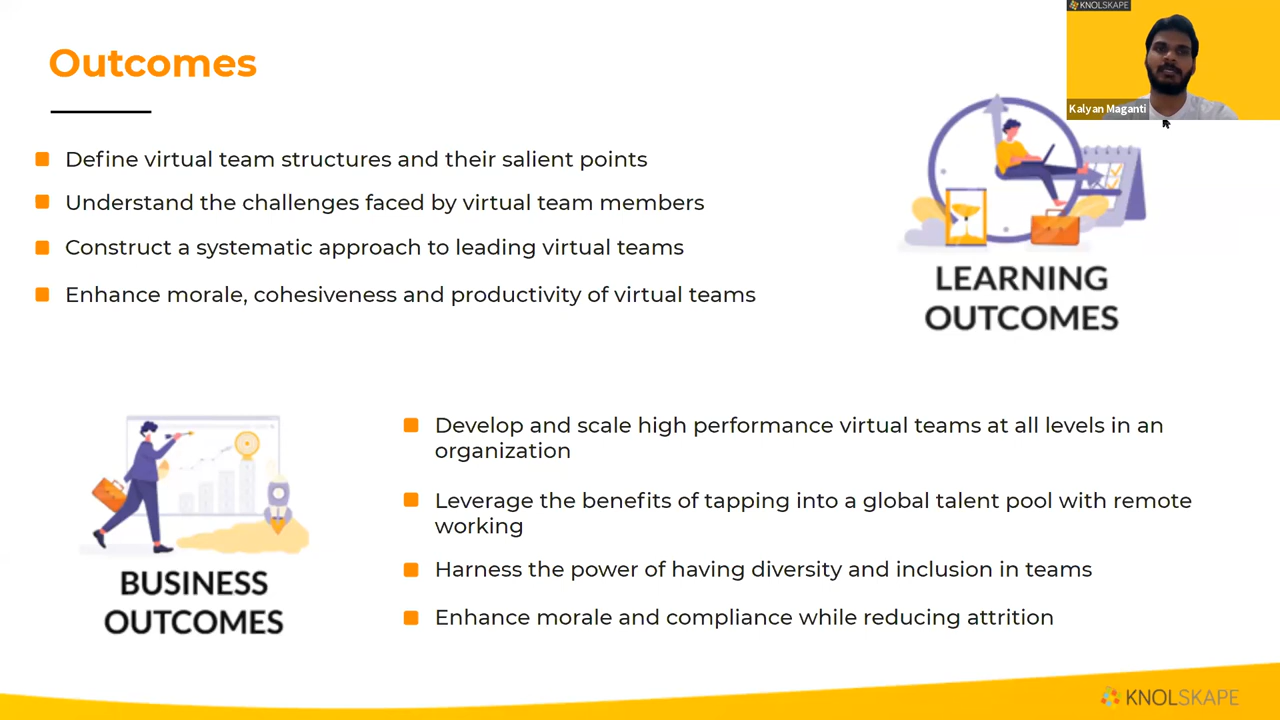 KNOLSKAPE
Outcomes
Kalyan Maganti
Define virtual team structures and their salient points
Understand the challenges faced by virtual team members
Construct a systematic approach to leading virtual teams
Enhance morale, cohesiveness and productivity of virtual teams
LEARNING
OUTCOMES
Develop and scale high performance virtual teams at all levels in an
organization
Leverage the benefits of tapping into a global talent pool with remote
working
Harness the power of having diversity and inclusion in teams
Enhance morale and compliance while reducing attrition
BUSINESS
OUTCOMES
KNOLSKAPE